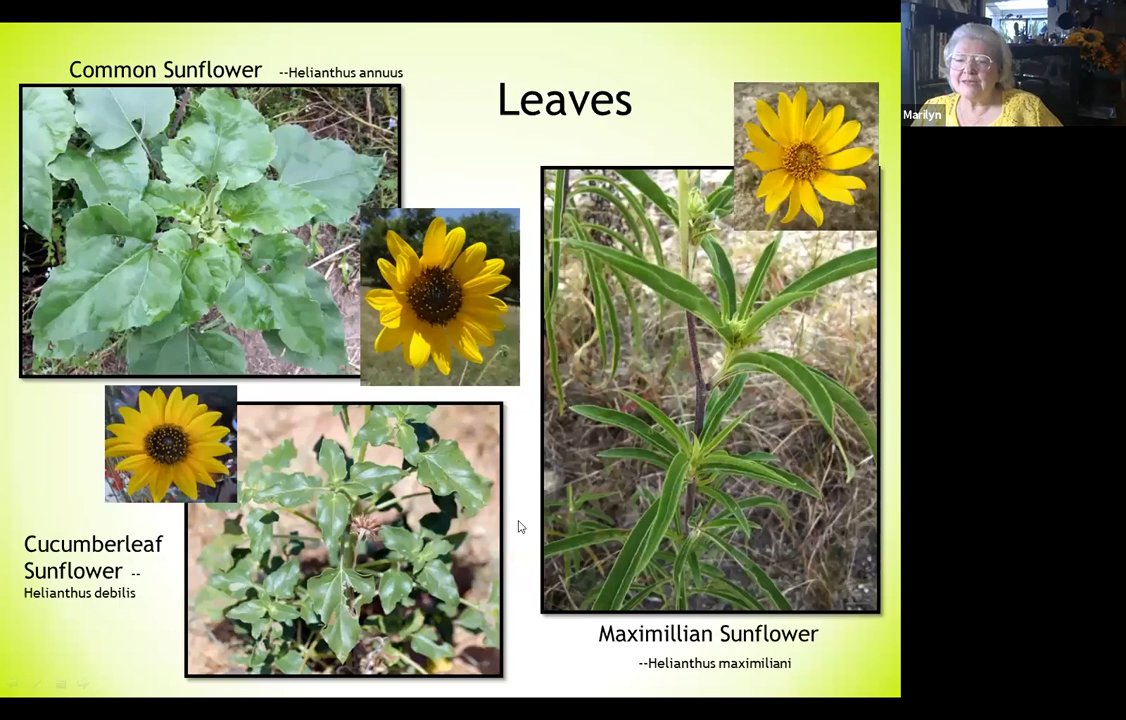 Common Sunflower --Helianthus annuus
Leaves
Marilyn
Cucumberleaf
Sunflower --
Helianthus debilis
Maximillian Sunflower
--Helianthus maximiliani